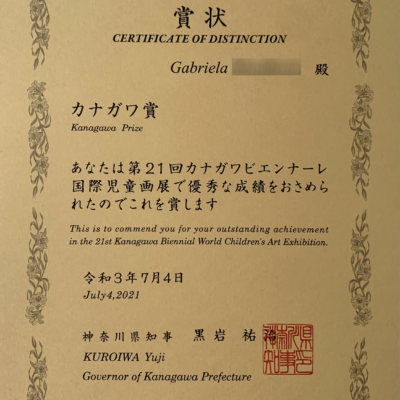 賞状
CERTIFICATE OF DISTINCTION
Gabriela 殿
カナガワ賞
Kanagawa Prize
あなたは第21回カナガワビエンナーレ
国際児童画展で優秀な成績をおさめら
れたのでこれを賞します
This is to commend you for your outstanding achievement
in the 21st Kanagawa Biennial World Children's Art Exhibition.
令和3年7月4日
July4,2021
神奈川県知事 黒岩祐治
KUROIWA Yuji
Governor of Kanagawa Prefecture